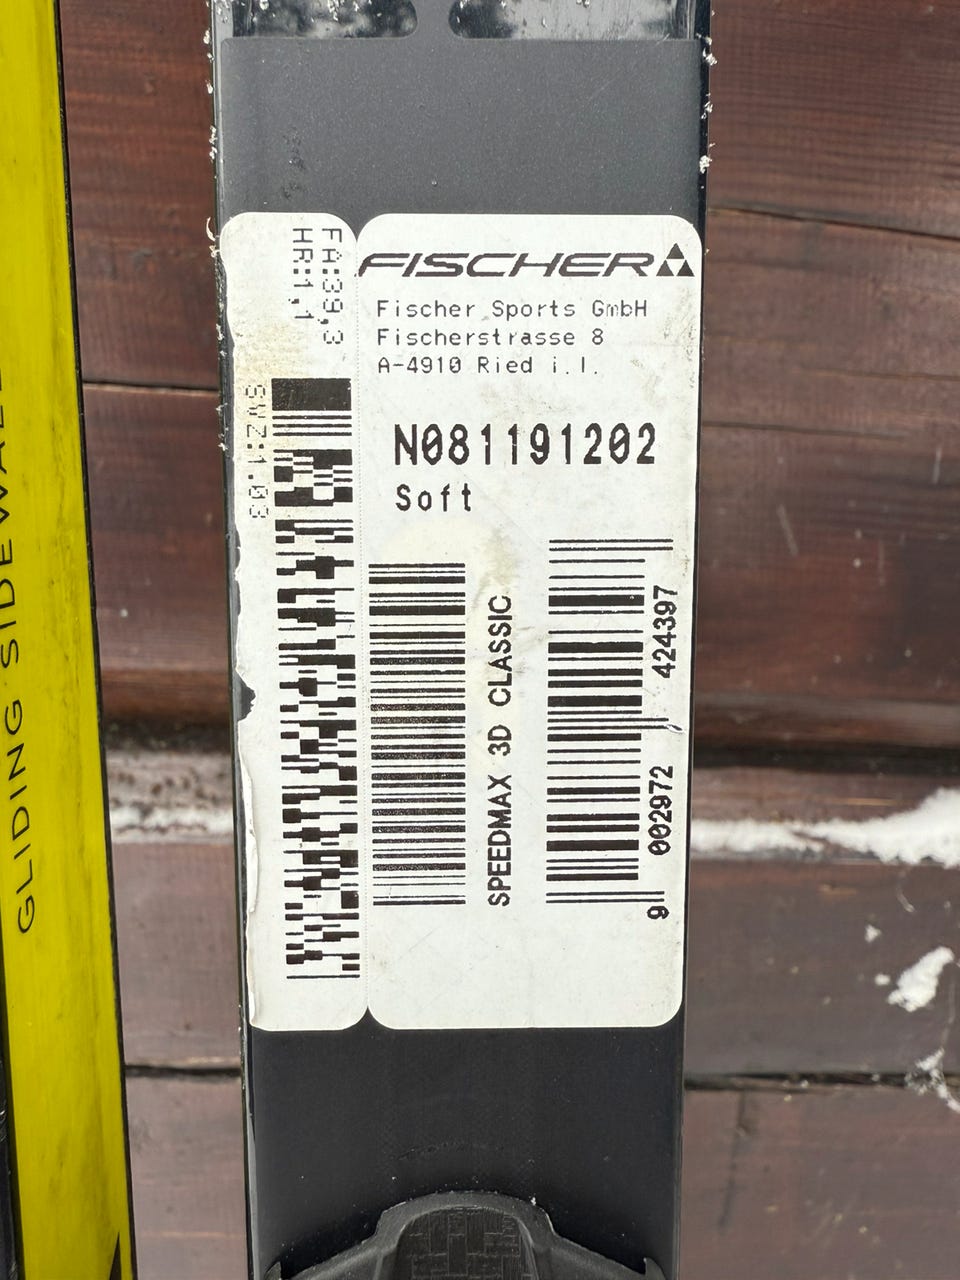 FISCHER
Fischer Sports GmbH
Fischerstrasse 8
A-4910 Ried i.I.
N081191202
Soft
SPEEDMAX 3D CLASSIC
9 002972 424397
FA:39,3
HR:1,1
SVZ:1.03
GLIDING SIDEWALL